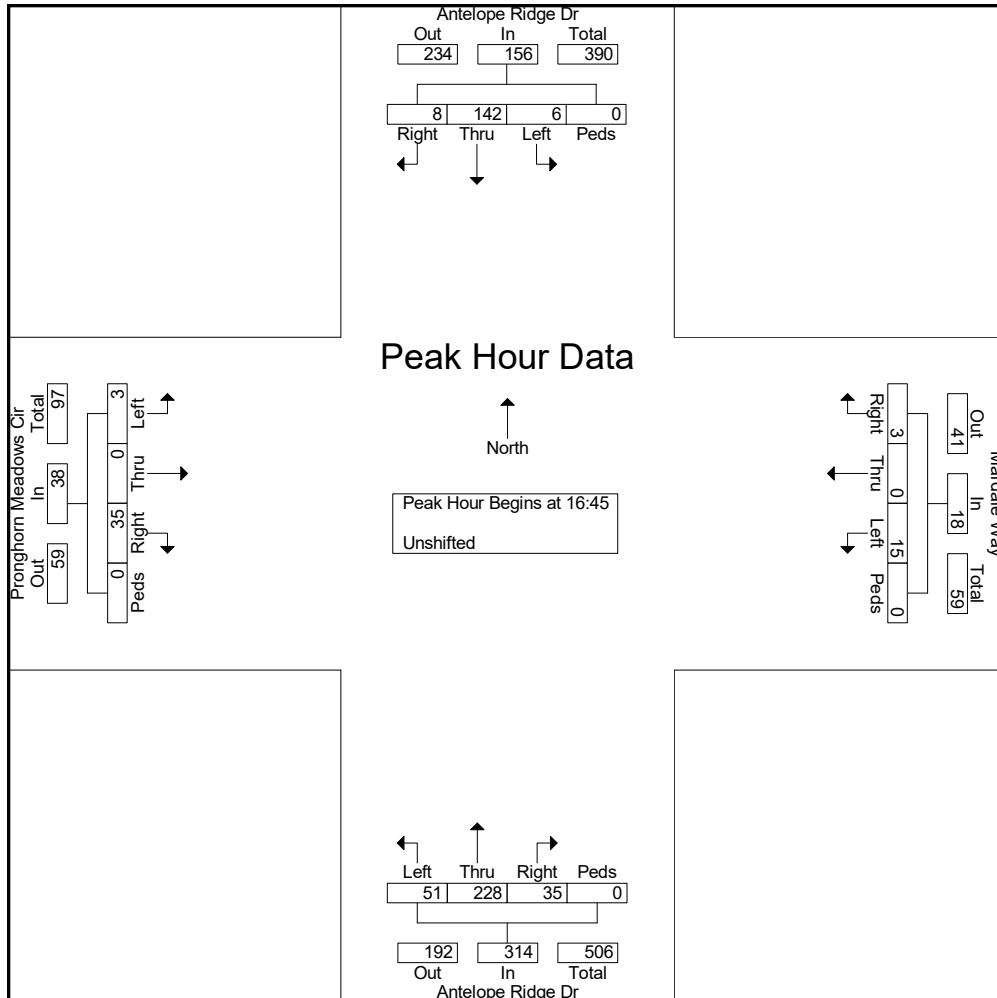 Antelope Ridge Dr
Out In Total
234 156 390
8 142 6 0
Right Thru Left Peds
Peak Hour Data
North
Peak Hour Begins at 16:45
Unshifted
Pronghorn Meadows Cir
Total In Out
97 38 59
3 0 35 0
Left Thru Right Peds
Way
Out In Total
41 18 59
3 0 15 0
Right Thru Left Peds
Left Thru Right Peds
51 228 35 0
192 314 506
Out In Total
Antelope Ridge Dr